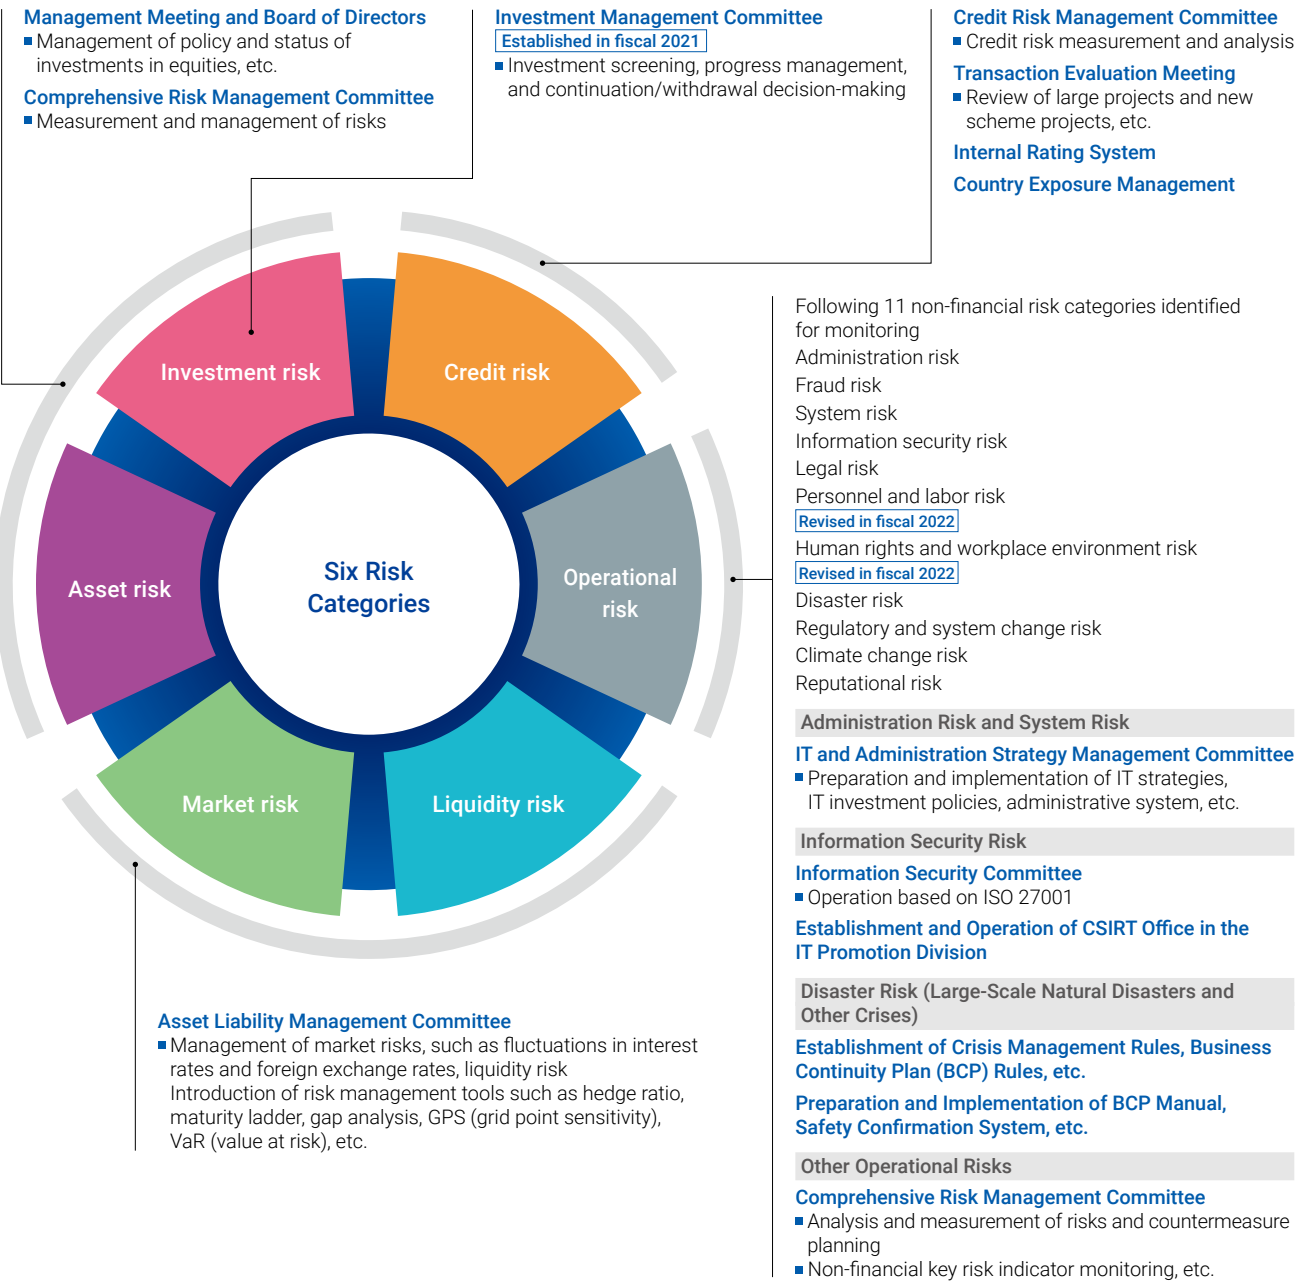 Management Meeting and Board of Directors
Management of policy and status of
investments in equities, etc.
Comprehensive Risk Management Committee
Measurement and management of risks
Investment Management Committee
Established in fiscal 2021
Investment screening, progress management,
and continuation/withdrawal decision-making
Credit Risk Management Committee
Credit risk measurement and analysis
Transaction Evaluation Meeting
Review of large projects and new
scheme projects, etc.
Internal Rating System
Country Exposure Management
Investment risk
Credit risk
Asset risk
Six Risk
Categories
Operational
risk
Market risk
Liquidity risk
Following 11 non-financial risk categories identified
for monitoring
Administration risk
Fraud risk
System risk
Information security risk
Legal risk
Personnel and labor risk
Revised in fiscal 2022
Human rights and workplace environment risk
Revised in fiscal 2022
Disaster risk
Regulatory and system change risk
Climate change risk
Reputational risk
Administration Risk and System Risk
IT and Administration Strategy Management Committee
Preparation and implementation of IT strategies,
IT investment policies, administrative system, etc.
Information Security Risk
Information Security Committee
Operation based on ISO 27001
Establishment and Operation of CSIRT Office in the
IT Promotion Division
Disaster Risk (Large-Scale Natural Disasters and
Other Crises)
Establishment of Crisis Management Rules, Business
Continuity Plan (BCP) Rules, etc.
Preparation and Implementation of BCP Manual,
Safety Confirmation System, etc.
Other Operational Risks
Comprehensive Risk Management Committee
Analysis and measurement of risks and countermeasure
planning
Non-financial key risk indicator monitoring, etc.
Asset Liability Management Committee
Management of market risks, such as fluctuations in interest
rates and foreign exchange rates, liquidity risk
Introduction of risk management tools such as hedge ratio,
maturity ladder, gap analysis, GPS (grid point sensitivity),
VaR (value at risk), etc.